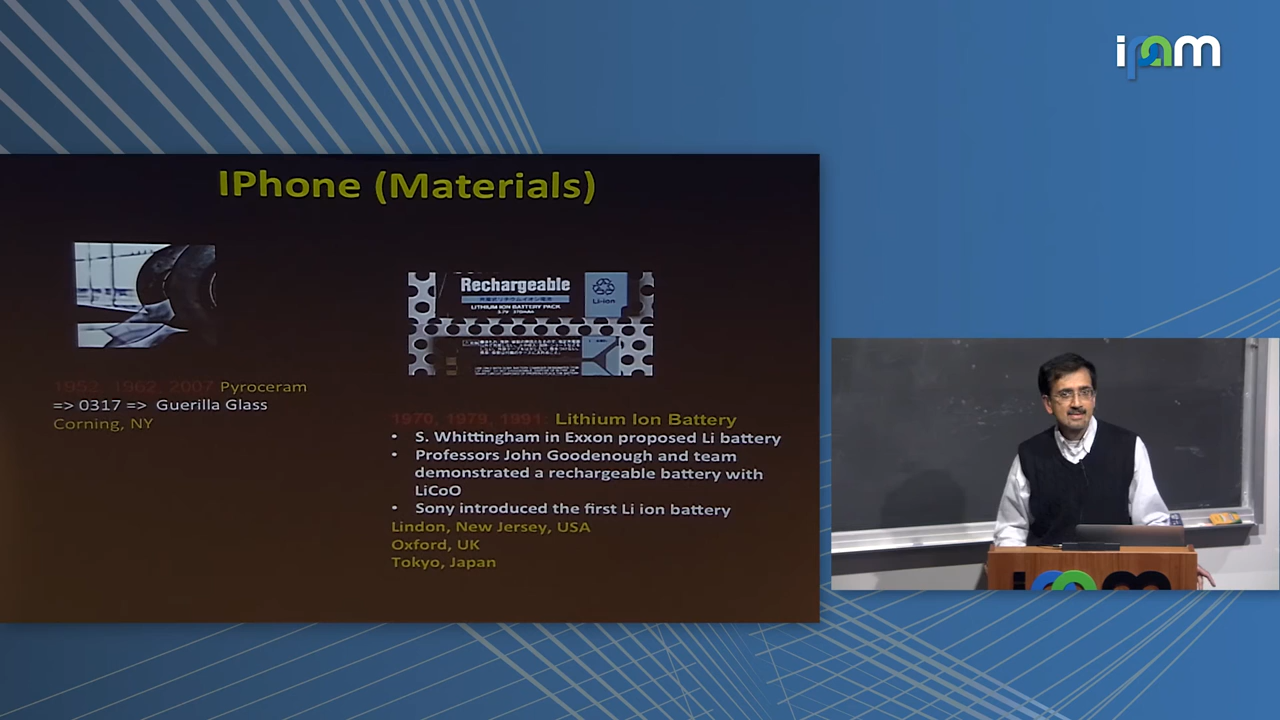 ipam
IPhone (Materials)
Rechargeable
Li-ion
LITHIUM ION BATTERY PACK
1952, 1962, 2007 Pyroceram
=> 0317 => Guerilla Glass
Corning, NY
1970, 1979, 1991: Lithium Ion Battery
• S. Whittingham in Exxon proposed Li battery
• Professors John Goodenough and team
demonstrated a rechargeable battery with
LiCoO
• Sony introduced the first Li ion battery
Lindon, New Jersey, USA
Oxford, UK
Tokyo, Japan
ipam